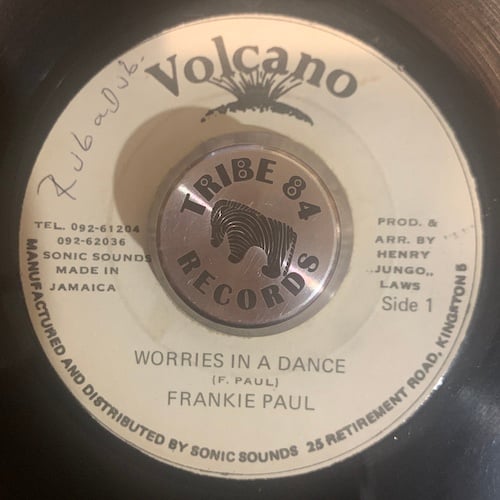 Volcano
Rub a Dub.
TRIBE 84
RECORDS
TEL. 092-61204
092-62036
SONIC SOUNDS
MADE IN
JAMAICA
PROD. &
ARR. BY
HENRY
,,JUNGO,,
LAWS
Side 1
WORRIES IN A DANCE
(F. PAUL)
FRANKIE PAUL
MANUFACTURED AND DISTRIBUTED BY SONIC SOUNDS 25 RETIREMENT ROAD, KINGSTON 5